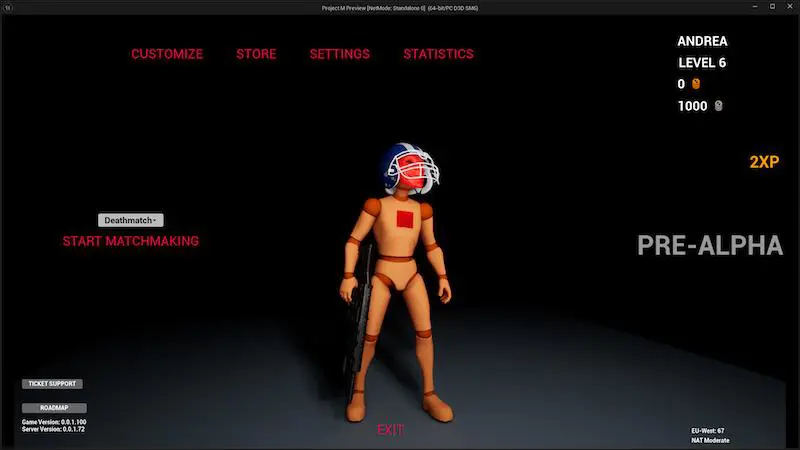 Project M Preview [NetMode: Standalone 0] (64-bit/PC D3D SM6)
CUSTOMIZE STORE SETTINGS STATISTICS
ANDREA
LEVEL 6
0
1000
2XP
Deathmatch
START MATCHMAKING
PRE-ALPHA
TICKET SUPPORT
ROADMAP
Game Version: 0.0.1.100
Server Version: 0.0.1.72
EXIT
EU-West: 67
NAT Moderate